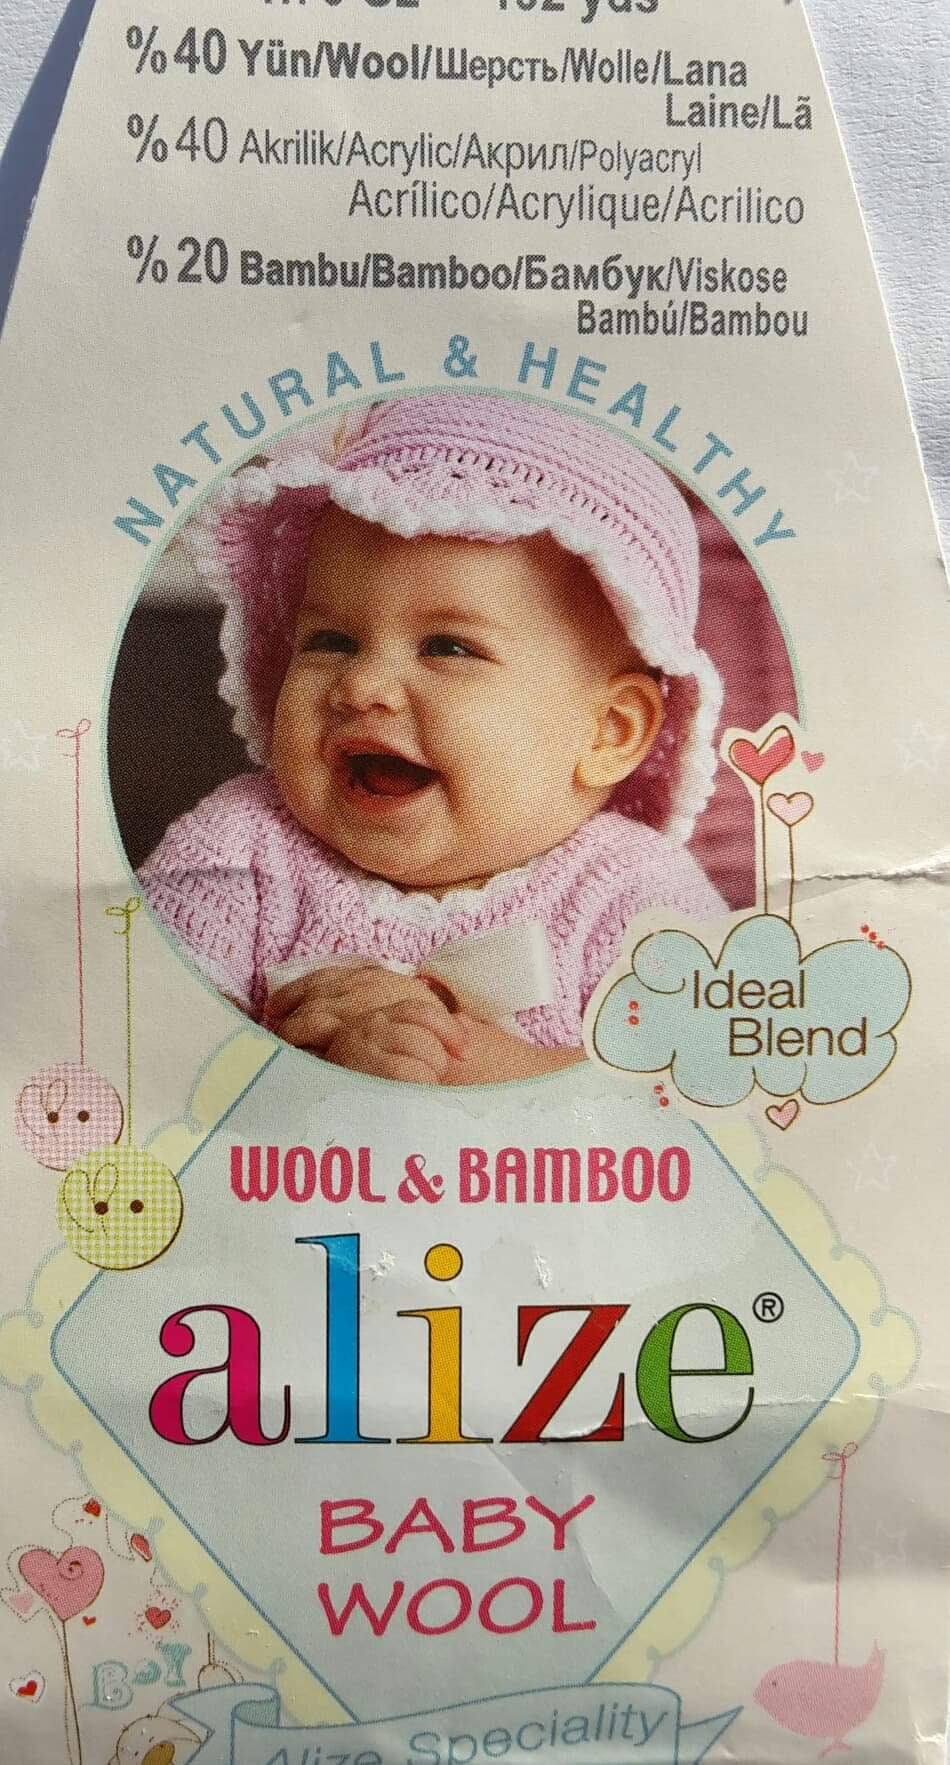 %40 Yün/Wool/Шерсть/Wolle/Lana
Laine/Lã
%40 Akrilik/Acrylic/Акрил/Polyacryl
Acrílico/Acrylique/Acrilico
%20 Bambu/Bamboo/Бамбук/Viskose
Bambú/Bambou
NATURAL & HEALTHY
Ideal
Blend
WOOL & BAMBOO
alize®
BABY
WOOL
BOY
Alize Speciality